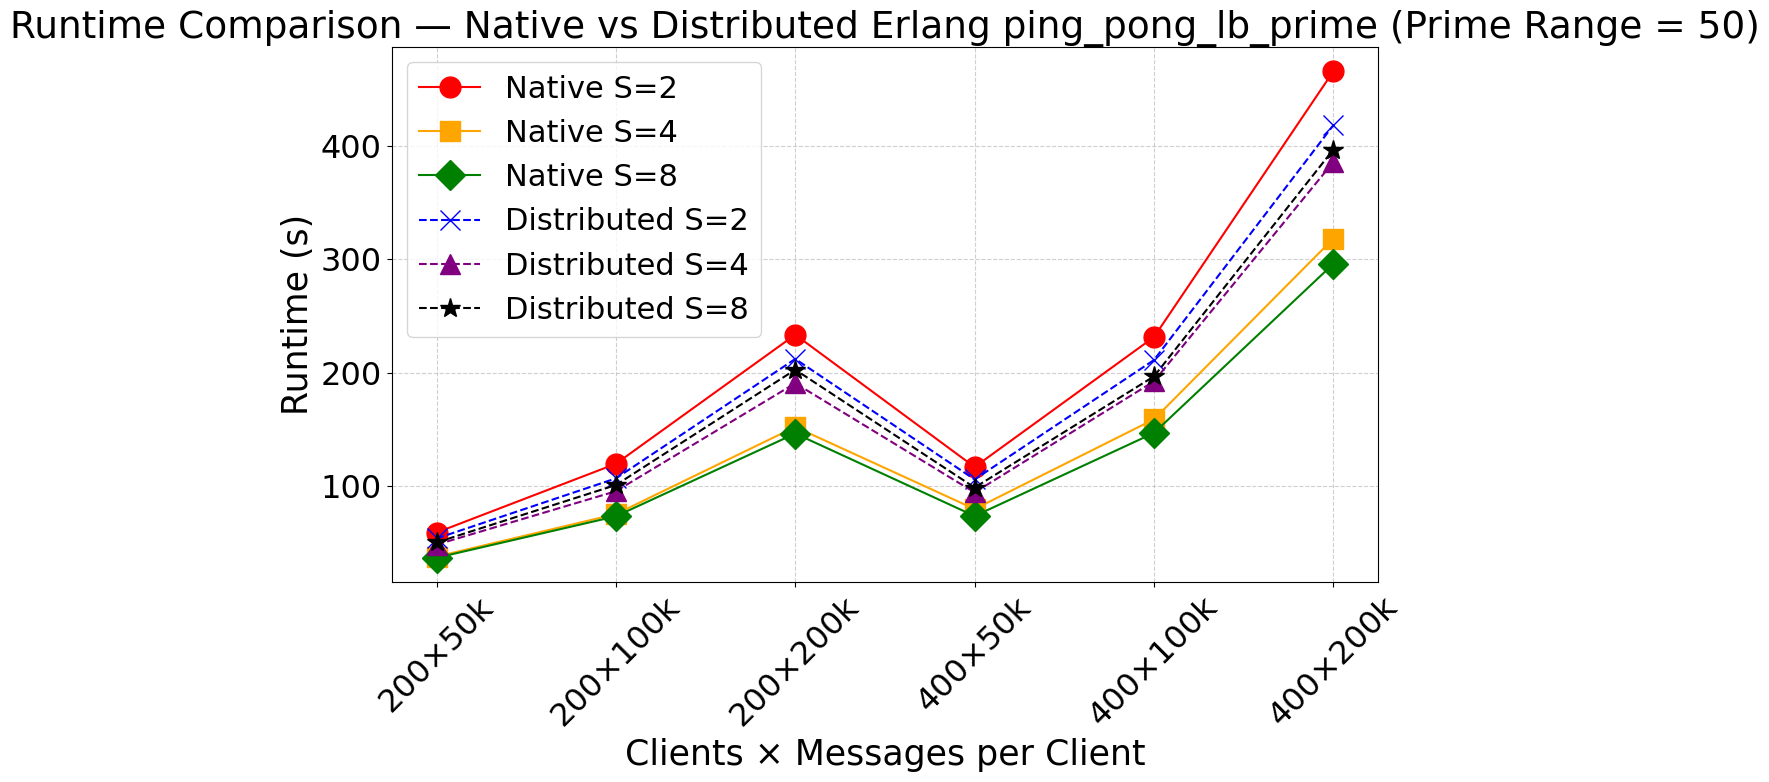 Runtime Comparison — Native vs Distributed Erlang ping_pong_lb_prime (Prime Range = 50)
Native S=2
Native S=4
Native S=8
Distributed S=2
Distributed S=4
Distributed S=8
Runtime (s)
400
300
200
100
200×50k
200×100k
200×200k
400×50k
400×100k
400×200k
Clients × Messages per Client